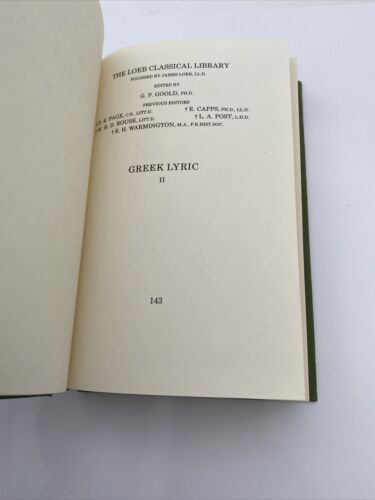 THE LOEB CLASSICAL LIBRARY
FOUNDED BY JAMES LOEB, LL.D.
EDITED BY
G. P. GOOLD, PH.D.
PREVIOUS EDITORS
T. E. PAGE, C.H., LITT.D. † E. CAPPS, PH.D., LL.D.
† W. H. D. ROUSE, LITT.D. † L. A. POST, L.H.D.
† E. H. WARMINGTON, M.A., F.R.HIST.SOC.
GREEK LYRIC
II
143